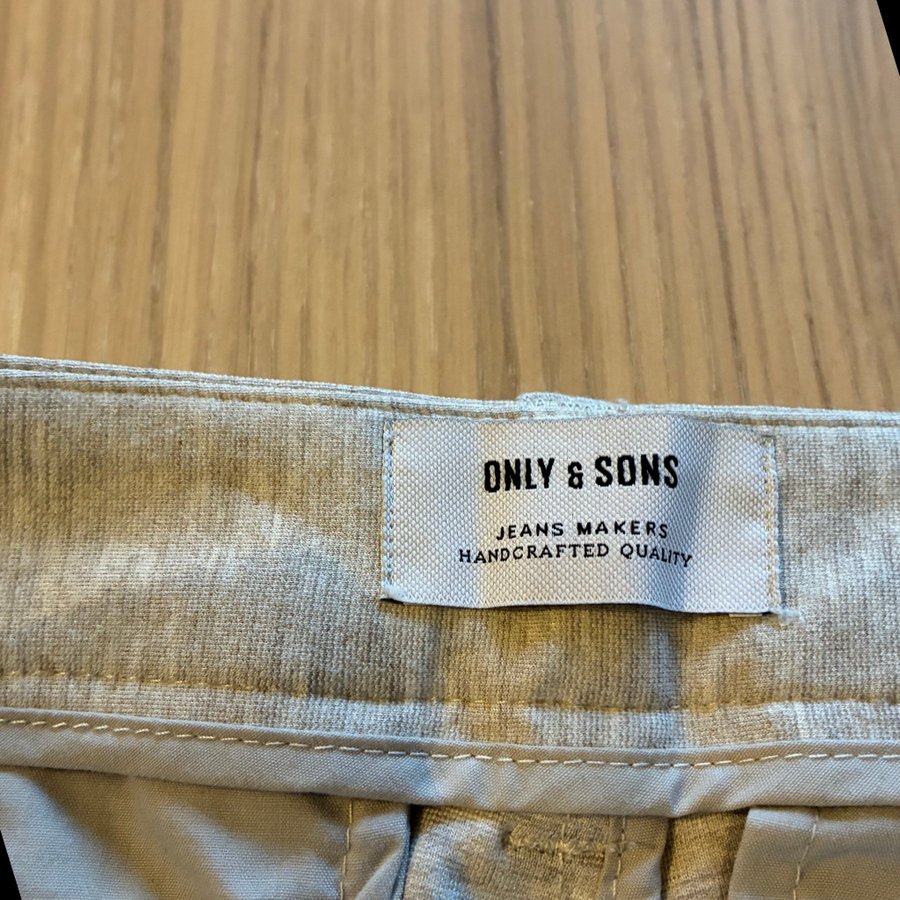 ONLY & SONS
JEANS MAKERS
HANDCRAFTED QUALITY